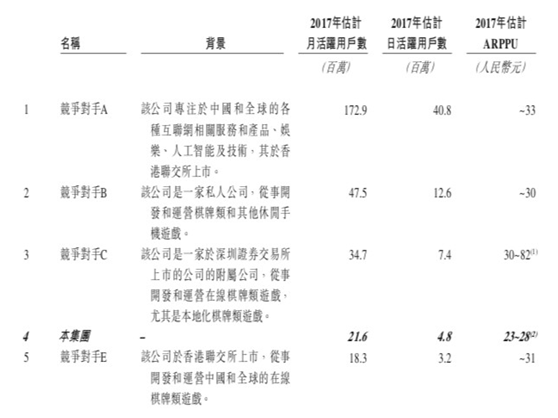 2017年估計 2017年估計 2017年估計
名稱 背景 月活躍用戶數 日活躍用戶數 ARPPU
(百萬) (百萬) (人民幣元)
1 競爭對手A 該公司專注於中國和全球的各 172.9 40.8 ~33
種互聯網相關服務和產品、娛
樂、人工智能及技術，其於香
港聯交所上市。
2 競爭對手B 該公司是一家私人公司，從事開 47.5 12.6 ~30
發和運營棋牌類和其他休閒手
機遊戲。
3 競爭對手C 該公司是一家於深圳證券交易所 34.7 7.4 30~82(1)
上市的公司的附屬公司，從事
開發和運營在線棋牌類遊戲，
尤其是本地化棋牌類遊戲。
4 本集團 – 21.6 4.8 23~28(2)
5 競爭對手E 該公司於香港聯交所上市，從事 18.3 3.2 ~31
開發和運營中國和全球的在線
棋牌類遊戲。